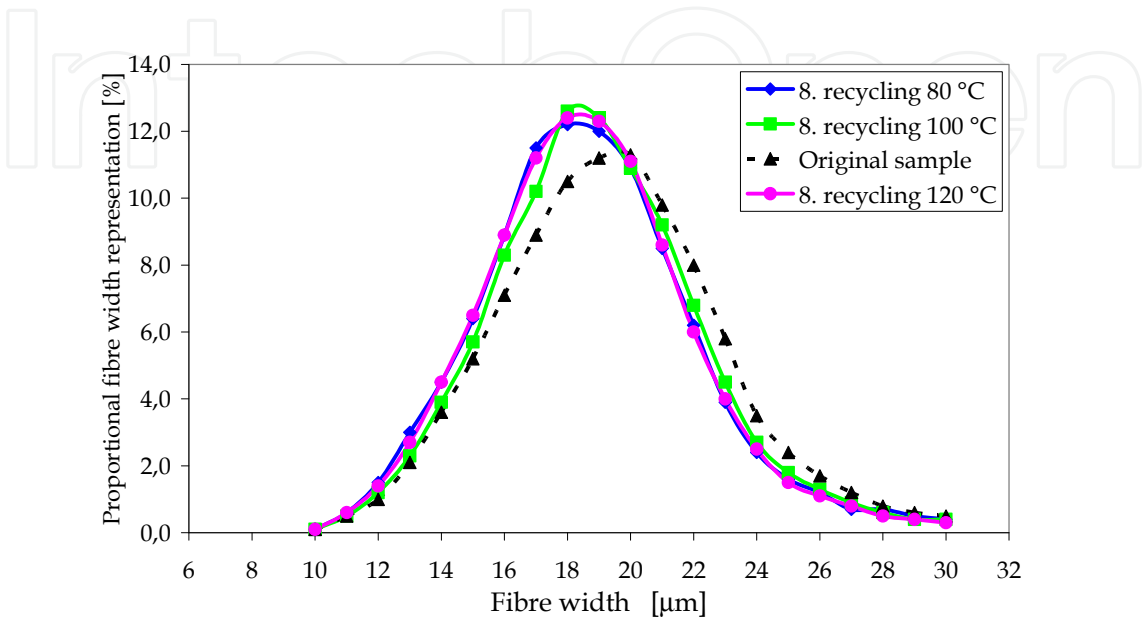 IntechOpen
14,0
12,0
10,0
8,0
6,0
4,0
2,0
0,0
Proportional fibre width representation [%]
8. recycling 80 °C
8. recycling 100 °C
Original sample
8. recycling 120 °C
6 8 10 12 14 16 18 20 22 24 26 28 30 32
Fibre width [µm]